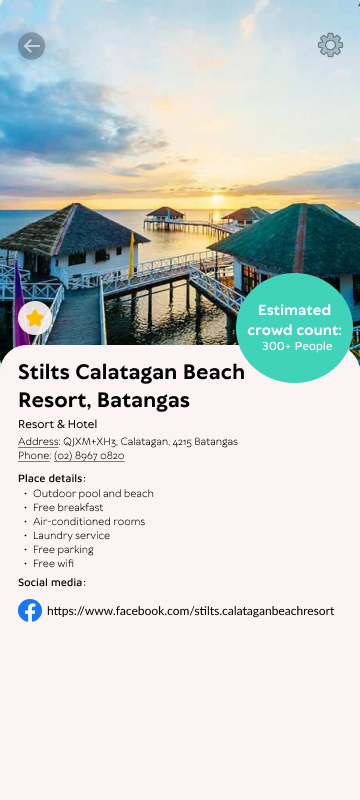 Estimated
crowd count:
300+ People
Stilts Calatagan Beach
Resort, Batangas
Resort & Hotel
Address: QJXM+XH3, Calatagan, 4215 Batangas
Phone: (02) 8967 0820
Place details:
• Outdoor pool and beach
• Free breakfast
• Air-conditioned rooms
• Laundry service
• Free parking
• Free wifi
Social media:
https://www.facebook.com/stilts.calataganbeachresort